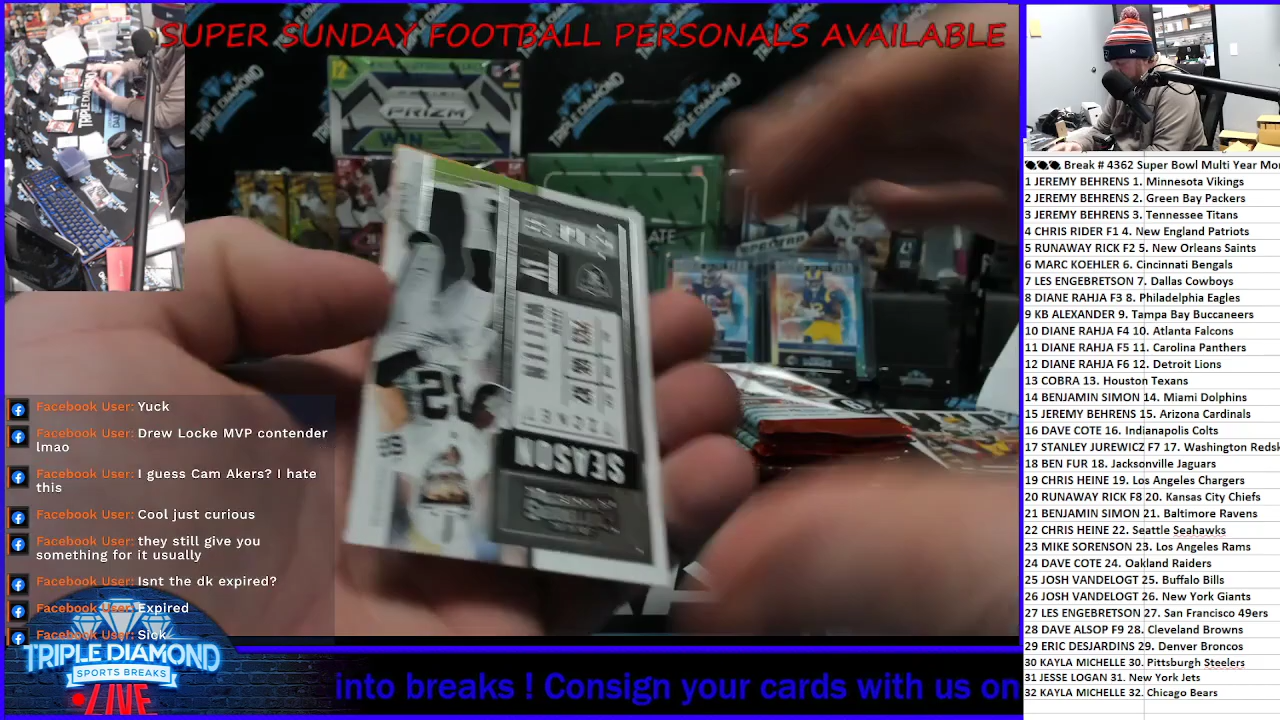 SUPER SUNDAY FOOTBALL PERSONALS AVAILABLE
PRIZM
SEASON
TICKET
Facebook User: Yuck
Facebook User: Drew Locke MVP contender
lmao
Facebook User: I guess Cam Akers? I hate
this
Facebook User: Cool just curious
Facebook User: they still give you
something for it usually
Facebook User: Isnt the dk expired?
Facebook User: Expired
Facebook User: Sick
TRIPLE DIAMOND
SPORTS BREAKS
LIVE
into breaks ! Consign your cards with us on
Break # 4362 Super Bowl Multi Year Mo
1 JEREMY BEHRENS 1. Minnesota Vikings
2 JEREMY BEHRENS 2. Green Bay Packers
3 JEREMY BEHRENS 3. Tennessee Titans
4 CHRIS RIDER F1 4. New England Patriots
5 RUNAWAY RICK F2 5. New Orleans Saints
6 MARC KOEHLER 6. Cincinnati Bengals
7 LES ENGEBRETSON 7. Dallas Cowboys
8 DIANE RAHJA F3 8. Philadelphia Eagles
9 KB ALEXANDER 9. Tampa Bay Buccaneers
10 DIANE RAHJA F4 10. Atlanta Falcons
11 DIANE RAHJA F5 11. Carolina Panthers
12 DIANE RAHJA F6 12. Detroit Lions
13 COBRA 13. Houston Texans
14 BENJAMIN SIMON 14. Miami Dolphins
15 JEREMY BEHRENS 15. Arizona Cardinals
16 DAVE COTE 16. Indianapolis Colts
17 STANLEY JUREWICZ F7 17. Washington Redsk
18 BEN FUR 18. Jacksonville Jaguars
19 CHRIS HEINE 19. Los Angeles Chargers
20 RUNAWAY RICK F8 20. Kansas City Chiefs
21 BENJAMIN SIMON 21. Baltimore Ravens
22 CHRIS HEINE 22. Seattle Seahawks
23 MIKE SORENSON 23. Los Angeles Rams
24 DAVE COTE 24. Oakland Raiders
25 JOSH VANDELOGT 25. Buffalo Bills
26 JOSH VANDELOGT 26. New York Giants
27 LES ENGEBRETSON 27. San Francisco 49ers
28 DAVE ALSOP F9 28. Cleveland Browns
29 ERIC DIETZ F10 29. Denver Broncos
30 KAYLA MICHELLE 30. Pittsburgh Steelers
31 JESSE LOGAN 31. New York Jets
32 KAYLA MICHELLE 32. Chicago Bears